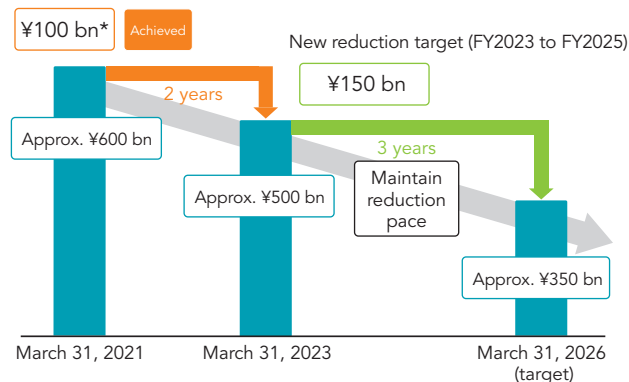 ¥100 bn*
Achieved
New reduction target (FY2023 to FY2025)
¥150 bn
2 years
Approx. ¥600 bn
3 years
Maintain
reduction
pace
Approx. ¥500 bn
Approx. ¥350 bn
March 31, 2021
March 31, 2023
March 31, 2026
(target)